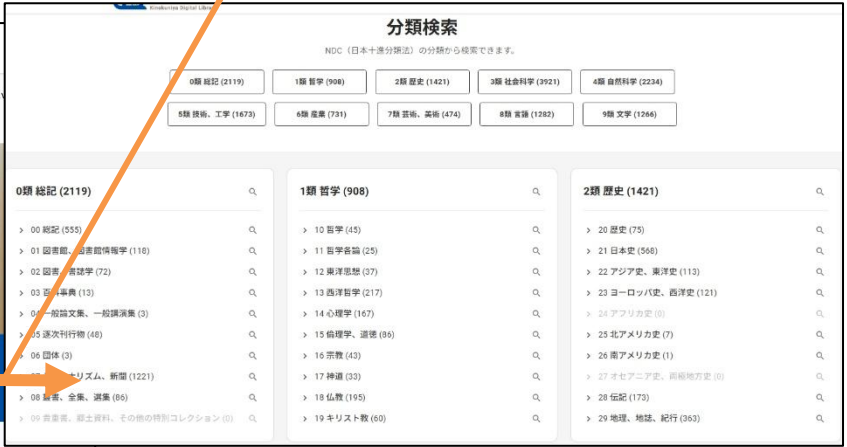 Kinokuniya Digital Library
分類検索
NDC（日本十進分類法）の分類から検索できます。
0類 総記 (2119)
1類 哲学 (908)
2類 歴史 (1421)
3類 社会科学 (3921)
4類 自然科学 (2234)
5類 技術、工学 (1673)
6類 産業 (731)
7類 芸術、美術 (474)
8類 言語 (1282)
9類 文学 (1266)
0類 総記 (2119)
00 総記 (555)
01 図書館、図書館情報学 (118)
02 図書、書誌学 (72)
03 百科事典 (13)
04 一般論文集、一般講演集 (3)
05 逐次刊行物 (48)
06 団体 (3)
ナリズム、新聞 (1221)
08 叢書、全集、選集 (86)
09 貴重書、郷土資料、その他の特別コレクション (0)
1類 哲学 (908)
10 哲学 (45)
11 哲学各論 (25)
12 東洋思想 (37)
13 西洋哲学 (217)
14 心理学 (167)
15 倫理学、道徳 (86)
16 宗教 (43)
17 神道 (33)
18 仏教 (195)
19 キリスト教 (60)
2類 歴史 (1421)
20 歴史 (75)
21 日本史 (568)
22 アジア史、東洋史 (113)
23 ヨーロッパ史、西洋史 (121)
24 アフリカ史 (0)
25 北アメリカ史 (7)
26 南アメリカ史 (1)
27 オセアニア史、両極地方史 (0)
28 伝記 (173)
29 地理、地誌、紀行 (363)